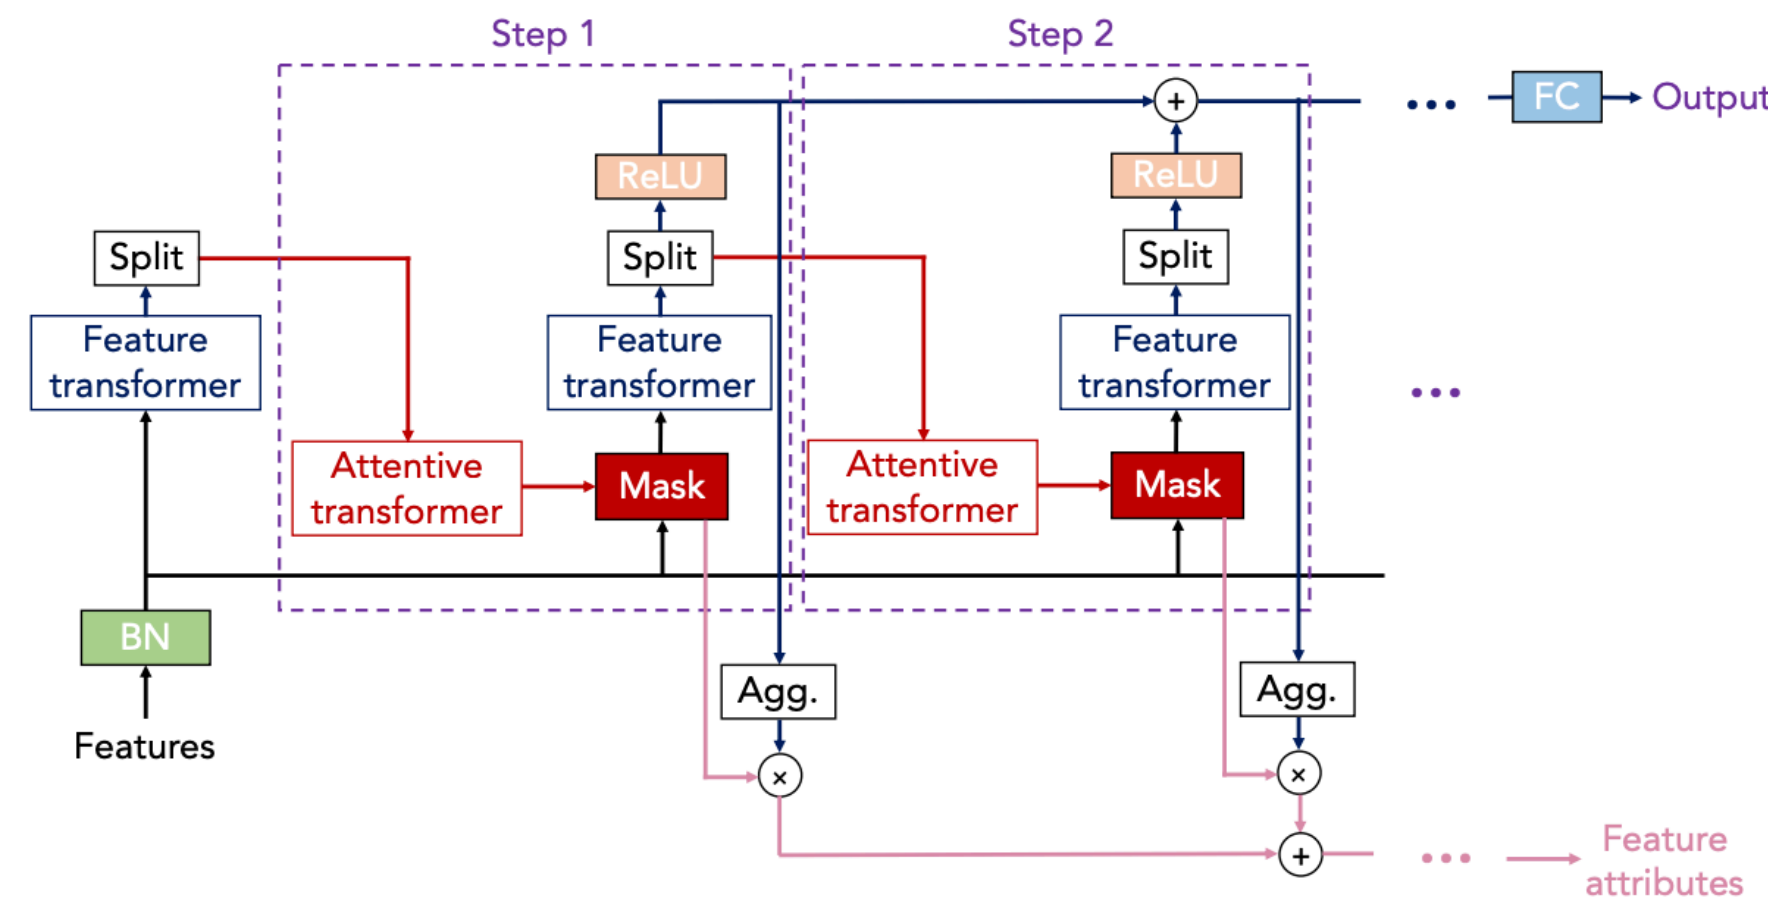 Step 1
Step 2
FC
Output
ReLU
ReLU
Split
Split
Split
Feature
transformer
Feature
transformer
Feature
transformer
Attentive
transformer
Mask
Attentive
transformer
Mask
BN
Features
Agg.
Agg.
Feature
attributes